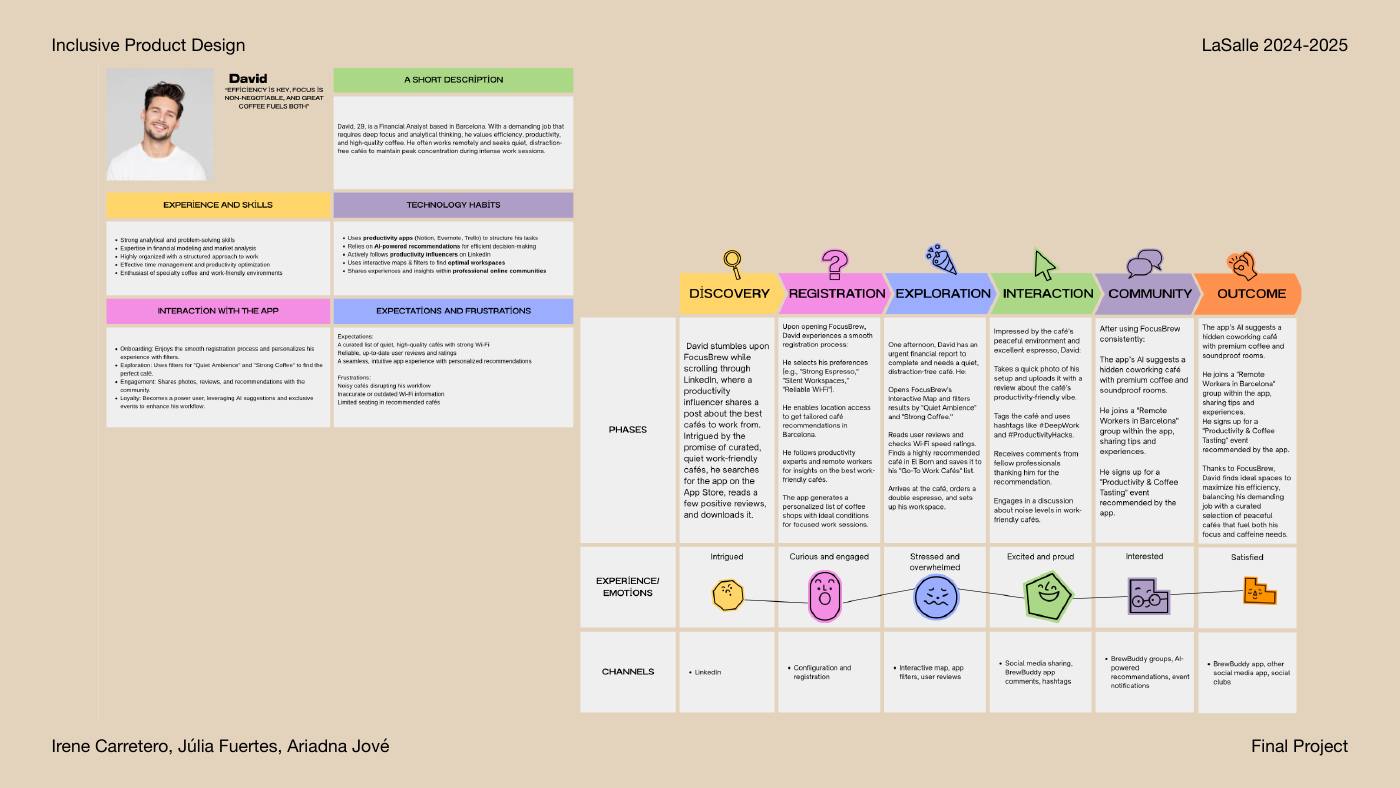 Inclusive Product Design
LaSalle 2024-2025
David
"EFFICIENCY IS KEY, FOCUS IS
NON-NEGOTIABLE, AND GREAT
COFFEE FUELS BOTH"
A SHORT DESCRIPTION
David, 29, is a Financial Analyst based in Barcelona. With a demanding job that
requires deep focus and analytical thinking, he values efficiency, productivity,
and high-quality coffee. He often works remotely and seeks quiet, distraction-
free cafés to maintain peak concentration during intense work sessions.
EXPERIENCE AND SKILLS
• Strong analytical and problem-solving skills
• Expertise in financial modeling and market analysis
• Highly organized with a structured approach to work
• Effective time management and productivity optimization
• Enthusiast of specialty coffee and work-friendly environments
TECHNOLOGY HABITS
• Uses productivity apps (Notion, Evernote, Trello) to structure his tasks
• Relies on AI-powered recommendations for efficient decision-making
• Actively follows productivity influencers on LinkedIn
• Uses interactive maps & filters to find optimal workspaces
• Shares experiences and insights within professional online communities
INTERACTION WITH THE APP
• Onboarding: Enjoys the smooth registration process and personalizes his
experience with filters.
• Exploration: Uses filters for "Quiet Ambience" and "Strong Coffee" to find the
perfect café.
• Engagement: Shares photos, reviews, and recommendations with the
community.
• Loyalty: Becomes a power user, leveraging AI suggestions and exclusive
events to enhance his workflow.
EXPECTATIONS AND FRUSTRATIONS
Expectations:
A curated list of quiet, high-quality cafés with strong Wi-Fi
Reliable, up-to-date user reviews and ratings
A seamless, intuitive app experience with personalized recommendations
Frustrations:
Noisy cafés disrupting his workflow
Inaccurate or outdated Wi-Fi information
Limited seating in recommended cafés
DISCOVERY
REGISTRATION
EXPLORATION
INTERACTION
COMMUNITY
OUTCOME
PHASES
David stumbles upon
FocusBrew while
scrolling through
LinkedIn, where a
productivity
influencer shares a
post about the best
cafés to work from.
Intrigued by the
promise of curated,
quiet work-friendly
cafés, he searches
for the app on the
App Store, reads a
few positive reviews,
and downloads it.
Upon opening FocusBrew,
David experiences a smooth
registration process:
He selects his preferences
(e.g., "Strong Espresso,"
"Silent Workspaces,"
"Reliable Wi-Fi").
He enables location access
to get tailored café
recommendations in
Barcelona.
He follows productivity
experts and remote workers
for insights on the best work-
friendly cafés.
The app generates a
personalized list of coffee
shops with ideal conditions
for focused work sessions.
One afternoon, David has an
urgent financial report to
complete and needs a quiet,
distraction-free café. He:
Opens FocusBrew's
Interactive Map and filters
results by "Quiet Ambience"
and "Strong Coffee."
Reads user reviews and
checks Wi-Fi speed ratings.
Finds a highly recommended
café in El Born and saves it to
his "Go-To Work Cafés" list.
Arrives at the café, orders a
double espresso, and sets
up his workspace.
Impressed by the café's
peaceful environment and
excellent espresso, David:
Takes a quick photo of his
setup and uploads it with a
review about the café's
productivity-friendly vibe.
Tags the café and uses
hashtags like #DeepWork
and #ProductivityHacks.
Receives comments from
fellow professionals
thanking him for the
recommendation.
Engages in a discussion
about noise levels in work-
friendly cafés.
After using FocusBrew
consistently:
The app's AI suggests a
hidden coworking café
with premium coffee and
soundproof rooms.
He joins a "Remote
Workers in Barcelona"
group within the app,
sharing tips and
experiences.
He signs up for a
"Productivity & Coffee
Tasting" event
recommended by the
app.
The app's AI suggests a
hidden coworking café
with premium coffee and
soundproof rooms.
He joins a "Remote
Workers in Barcelona"
group within the app,
sharing tips and
experiences.
He signs up for a
"Productivity & Coffee
Tasting" event
recommended by the app.
Thanks to FocusBrew,
David finds ideal spaces to
maximize his efficiency,
balancing his demanding
job with a curated
selection of peaceful
cafés that fuel both his
focus and caffeine needs.
EXPERIENCE/
EMOTIONS
Intrigued
Curious and engaged
Stressed and
overwhelmed
Excited and proud
Interested
Satisfied
CHANNELS
• LinkedIn
• Configuration and
registration
• Interactive map, app
filters, user reviews
• Social media sharing,
BrewBuddy app
comments, hashtags
• BrewBuddy groups, AI-
powered
recommendations, event
notifications
• BrewBuddy app, other
social media app, social
clubs
Irene Carretero, Júlia Fuertes, Ariadna Jové
Final Project